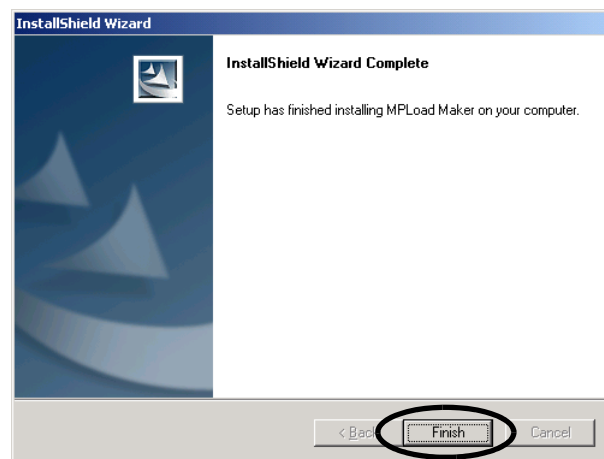 InstallShield Wizard
InstallShield Wizard Complete
Setup has finished installing MPLoad Maker on your computer.
< Back
Finish
Cancel